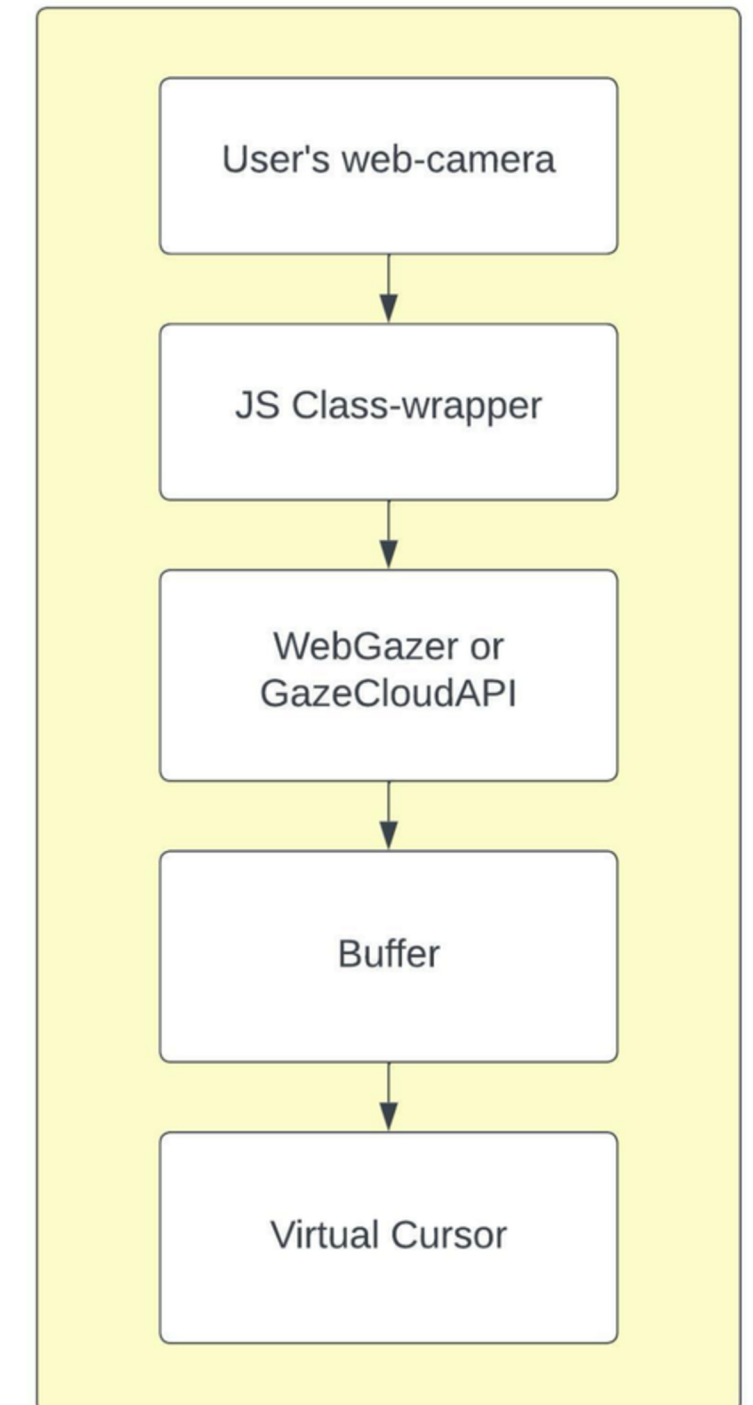 User's web-camera
JS Class-wrapper
WebGazer or
GazeCloudAPI
Buffer
Virtual Cursor